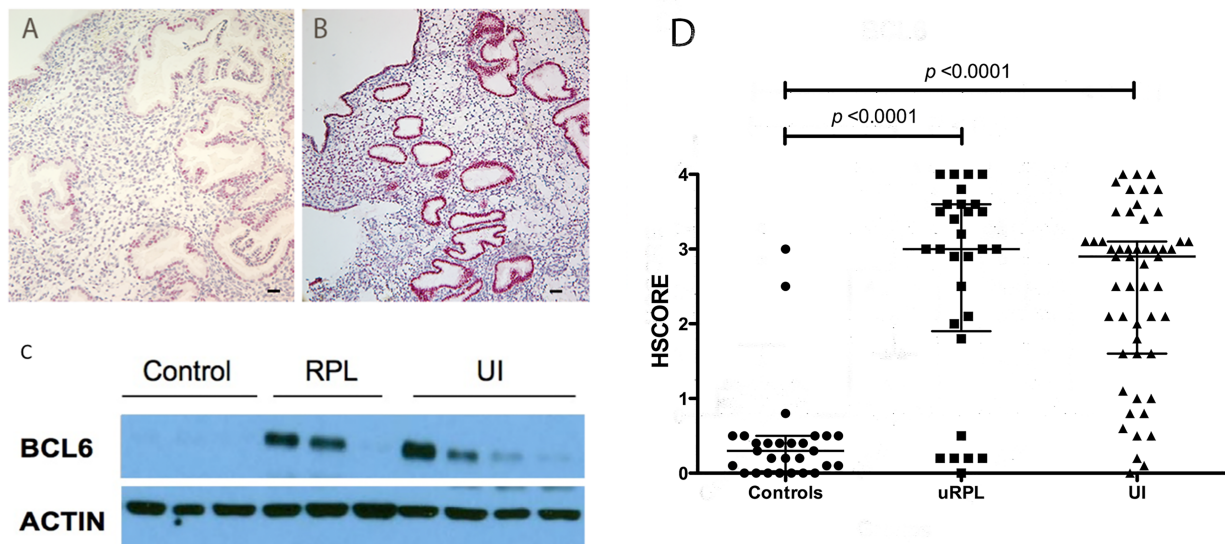 A
B
C
Control RPL UI
BCL6
ACTIN
D
p <0.0001
p <0.0001
HSCORE
4
3
2
1
0
Controls uRPL UI